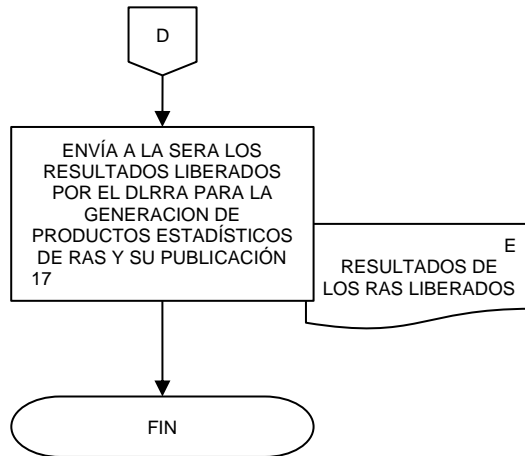 D
ENVÍA A LA SERA LOS
RESULTADOS LIBERADOS
POR EL DLRRA PARA LA
GENERACION DE
PRODUCTOS ESTADÍSTICOS
DE RAS Y SU PUBLICACIÓN
17
E
RESULTADOS DE
LOS RAS LIBERADOS
FIN